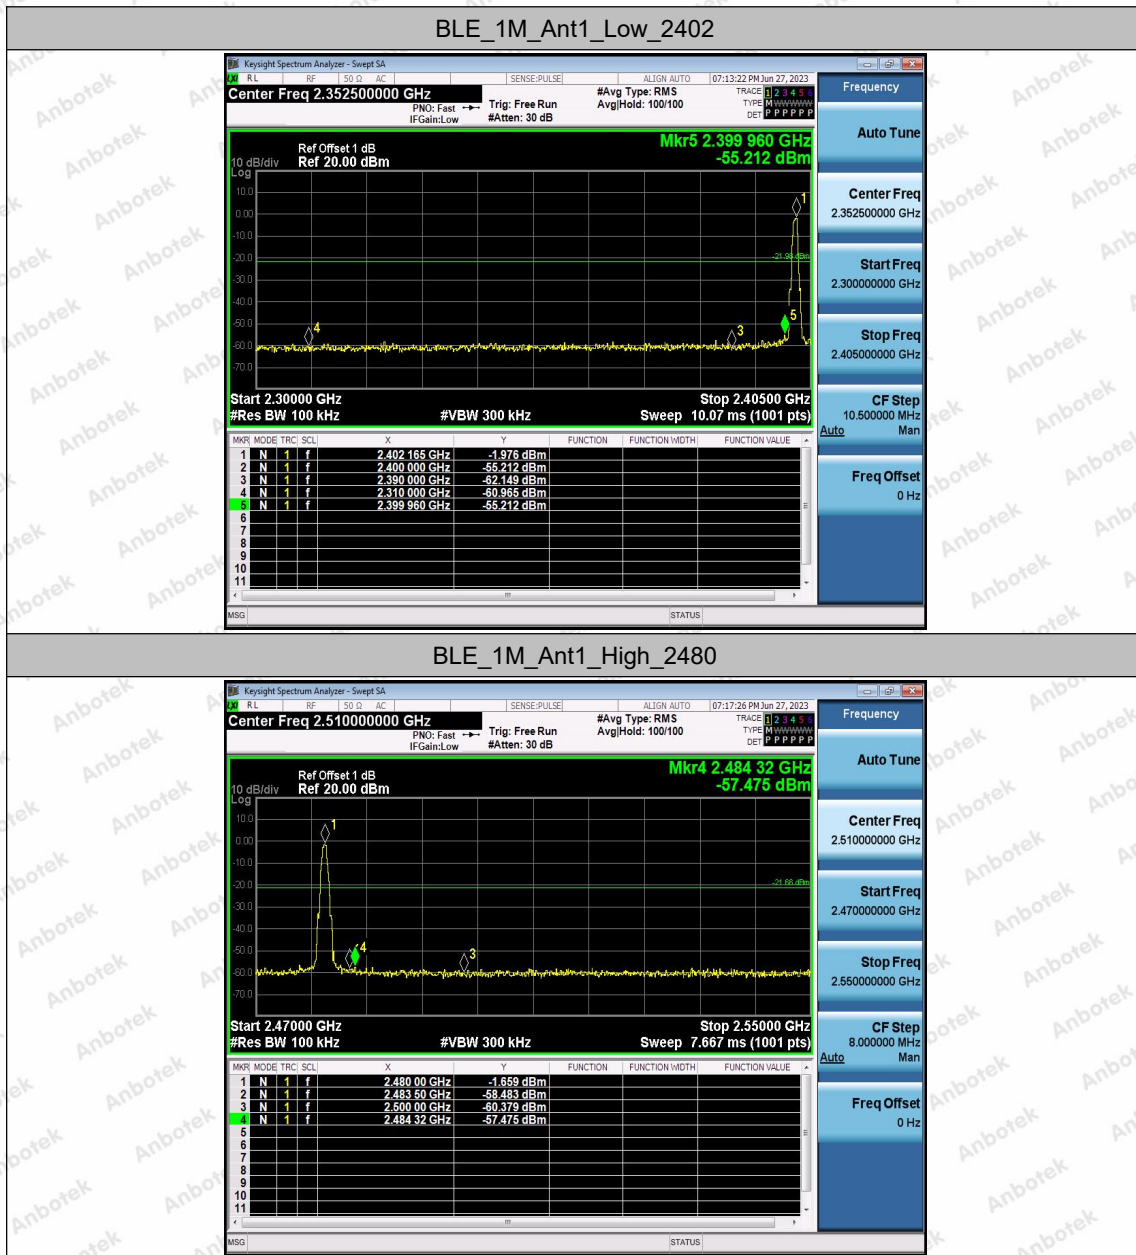 BLE_1M_Ant1_Low_2402
Keysight Spectrum Analyzer - Swept SA
LXI RL RF 50 Ω AC SENSE:PULSE ALIGN AUTO 07:13:22 PM Jun 27, 2023
Center Freq 2.352500000 GHz #Avg Type: RMS TRACE 1 2 3 4 5 6
PNO: Fast Trig: Free Run Avg|Hold: 100/100 TYPE M WWWWW
IFGain:Low #Atten: 30 dB DET P P P P P P
Frequency
Auto Tune
Center Freq
2.352500000 GHz
Start Freq
2.300000000 GHz
Stop Freq
2.405000000 GHz
CF Step
10.500000 MHz
Auto Man
Freq Offset
0 Hz
Mkr5 2.399 960 GHz
-55.212 dBm
Ref Offset 1 dB
10 dB/div Ref 20.00 dBm
Log
10.0
0.00
-10.0
-20.0
-30.0
-40.0
-50.0
-60.0
-70.0
1
-21.98 dBm
5
4
3
Start 2.30000 GHz Stop 2.40500 GHz
#Res BW 100 kHz #VBW 300 kHz Sweep 10.07 ms (1001 pts)
MKR MODE TRC SCL X Y FUNCTION FUNCTION WIDTH FUNCTION VALUE
1 N 1 f 2.402 165 GHz -1.976 dBm
2 N 1 f 2.400 000 GHz -55.212 dBm
3 N 1 f 2.390 000 GHz -62.149 dBm
4 N 1 f 2.310 000 GHz -60.965 dBm
5 N 1 f 2.399 960 GHz -55.212 dBm
6
7
8
9
10
11
MSG STATUS
BLE_1M_Ant1_High_2480
Keysight Spectrum Analyzer - Swept SA
LXI RL RF 50 Ω AC SENSE:PULSE ALIGN AUTO 07:17:26 PM Jun 27, 2023
Center Freq 2.510000000 GHz #Avg Type: RMS TRACE 1 2 3 4 5 6
PNO: Fast Trig: Free Run Avg|Hold: 100/100 TYPE M WWWWW
IFGain:Low #Atten: 30 dB DET P P P P P P
Frequency
Auto Tune
Center Freq
2.510000000 GHz
Start Freq
2.470000000 GHz
Stop Freq
2.550000000 GHz
CF Step
8.000000 MHz
Auto Man
Freq Offset
0 Hz
Mkr4 2.484 32 GHz
-57.475 dBm
Ref Offset 1 dB
10 dB/div Ref 20.00 dBm
Log
10.0
0.00
-10.0
-20.0
-30.0
-40.0
-50.0
-60.0
-70.0
1
-21.66 dBm
4
3
Start 2.47000 GHz Stop 2.55000 GHz
#Res BW 100 kHz #VBW 300 kHz Sweep 7.667 ms (1001 pts)
MKR MODE TRC SCL X Y FUNCTION FUNCTION WIDTH FUNCTION VALUE
1 N 1 f 2.480 00 GHz -1.659 dBm
2 N 1 f 2.483 50 GHz -58.483 dBm
3 N 1 f 2.500 00 GHz -60.379 dBm
4 N 1 f 2.484 32 GHz -57.475 dBm
5
6
7
8
9
10
11
MSG STATUS
Anbotek